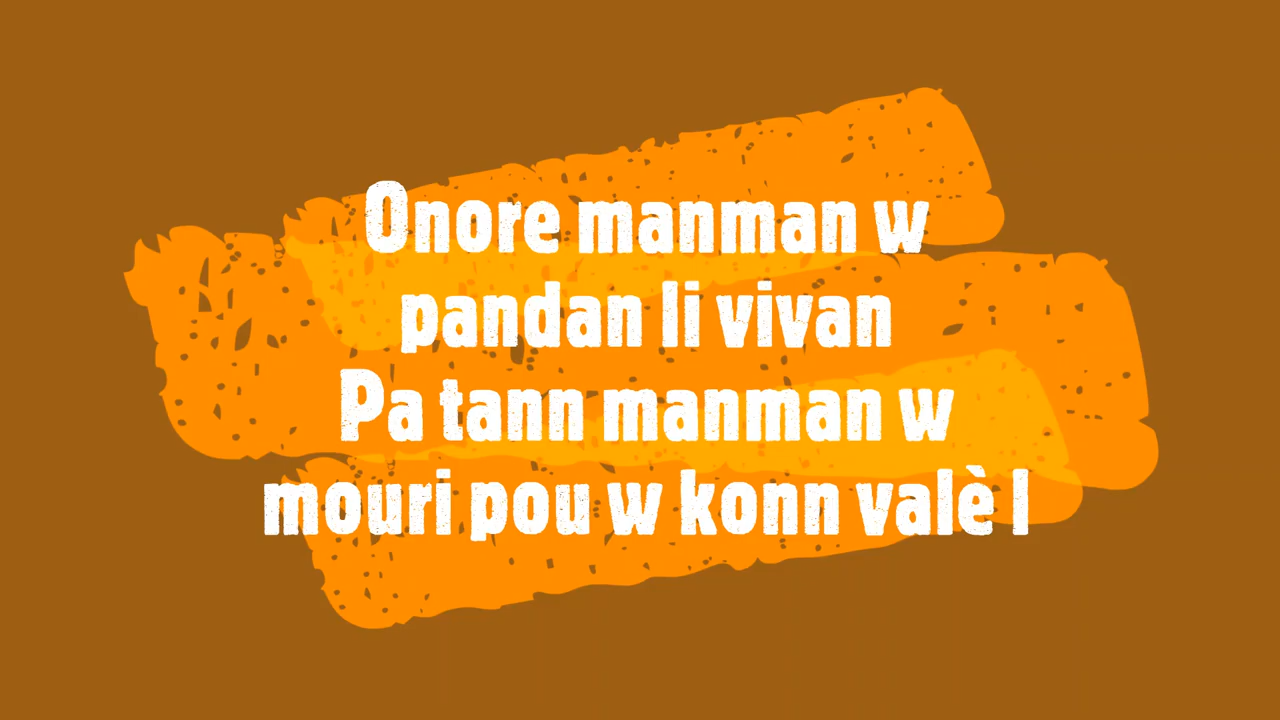 Onore manman w
pandan li vivan
Pa tann manman w
mouri pou w konn valè l